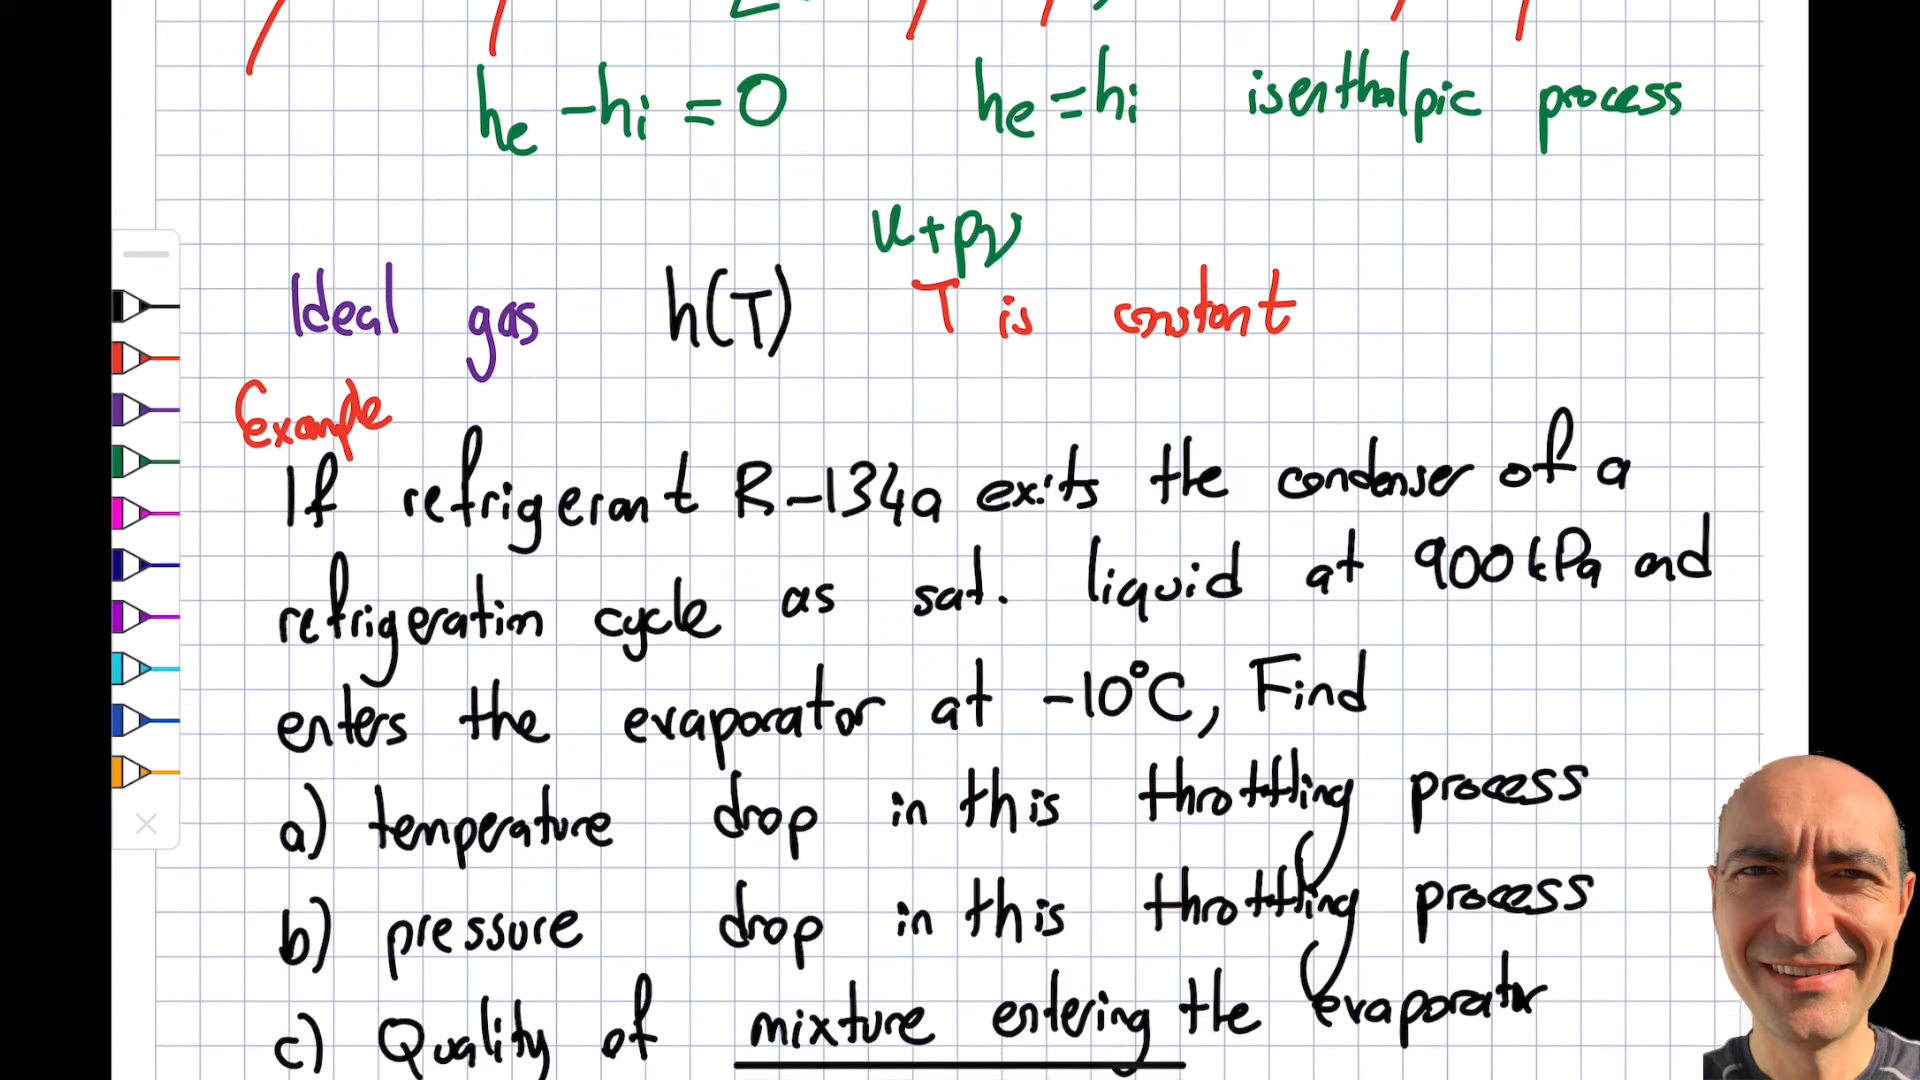 he - hi = 0 he = hi isenthalpic process
u + pv
Ideal gas h(T) T is constant
Example
If refrigerant R-134a exits the condenser of a
refrigeration cycle as sat. liquid at 900 kPa and
enters the evaporator at -10°C, Find
a) temperature drop in this throttling process
b) pressure drop in this throttling process
c) Quality of mixture entering the evaporator